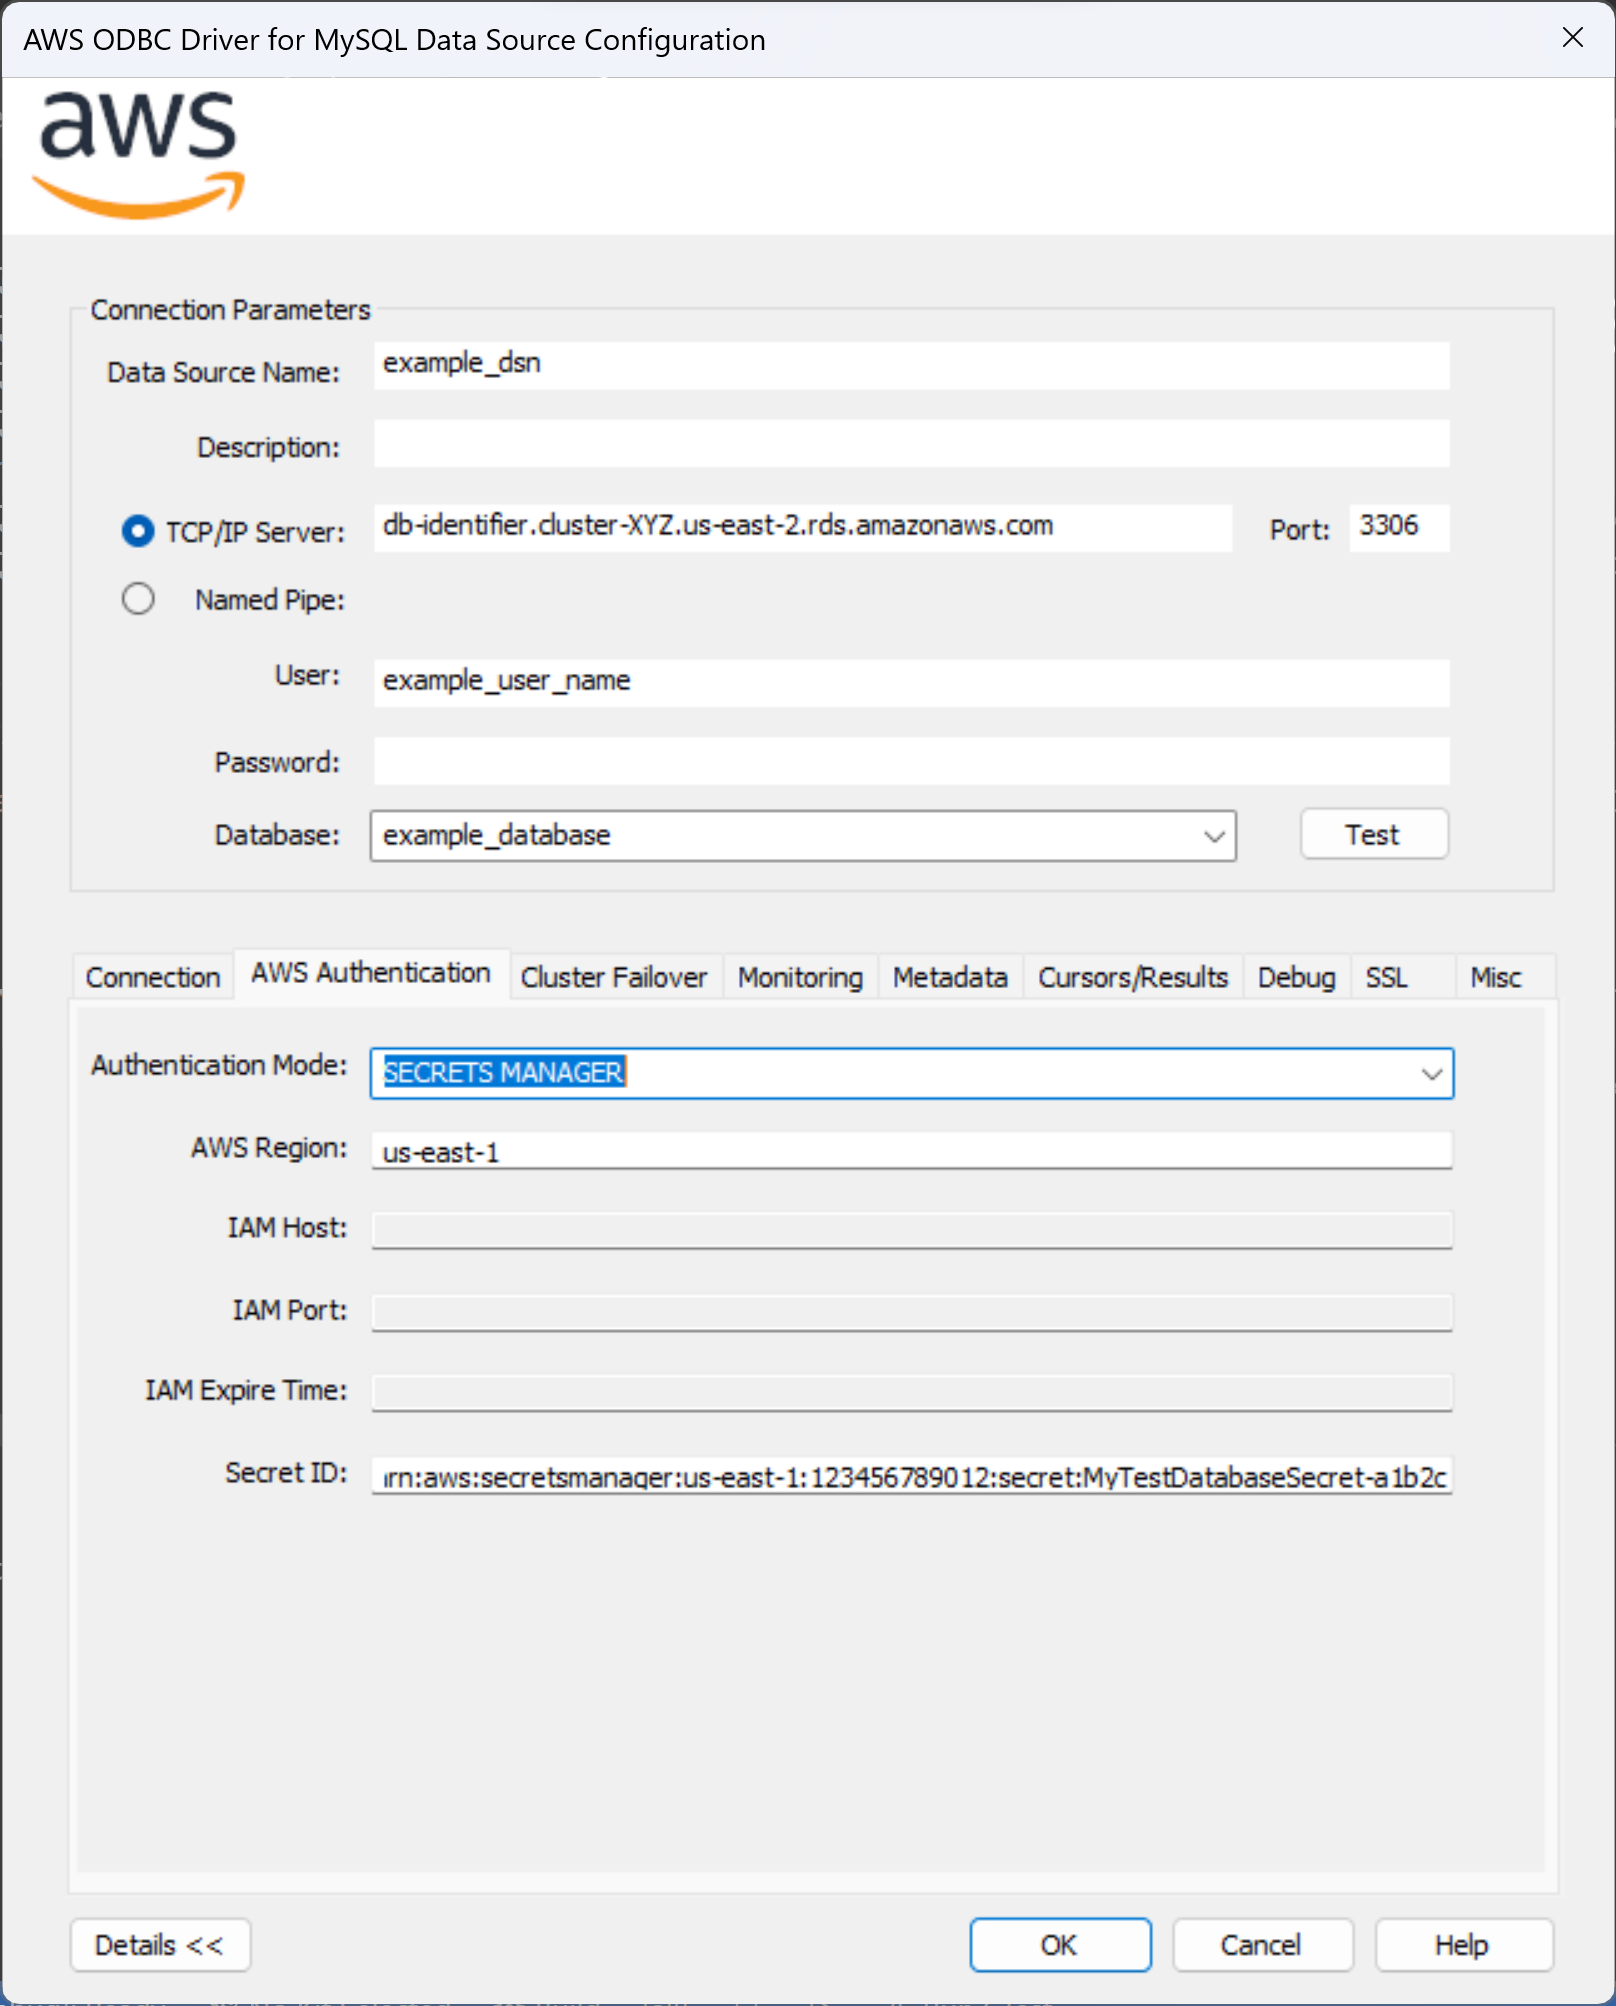 AWS ODBC Driver for MySQL Data Source Configuration
aws
Connection Parameters
Data Source Name: example_dsn
Description:
TCP/IP Server: db-identifier.cluster-XYZ.us-east-2.rds.amazonaws.com Port: 3306
Named Pipe:
User: example_user_name
Password:
Database: example_database Test
Connection AWS Authentication Cluster Failover Monitoring Metadata Cursors/Results Debug SSL Misc
Authentication Mode: SECRETS MANAGER
AWS Region: us-east-1
IAM Host:
IAM Port:
IAM Expire Time:
Secret ID: rn:aws:secretsmanager:us-east-1:123456789012:secret:MyTestDatabaseSecret-a1b2c
Details << OK Cancel Help